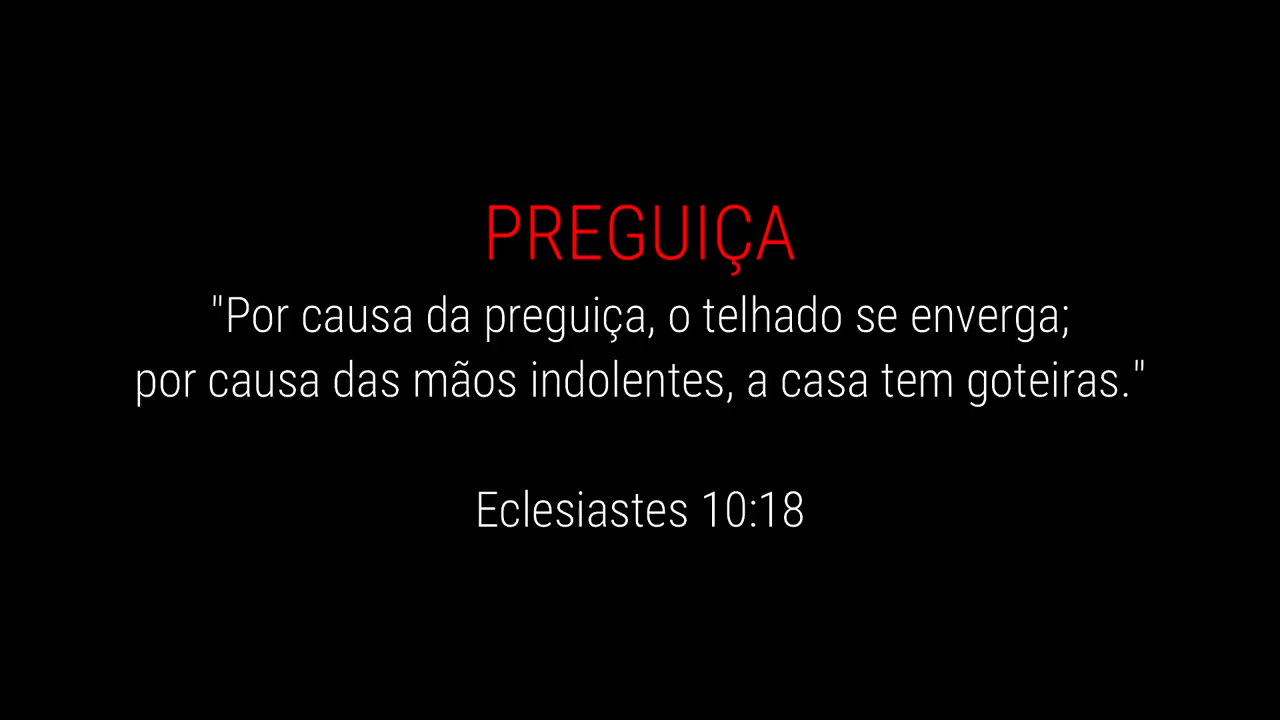 PREGUIÇA
"Por causa da preguiça, o telhado se enverga;
por causa das mãos indolentes, a casa tem goteiras."
Eclesiastes 10:18